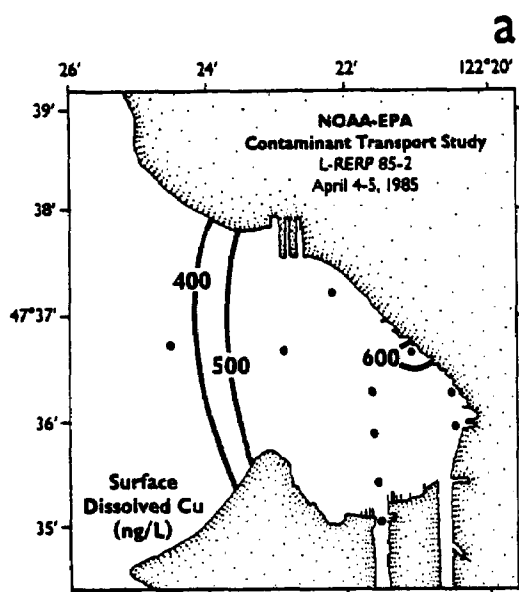 a
26'
24'
22'
122°20'
39'
NOAA-EPA
Contaminant Transport Study
L-RERP 85-2
April 4-5, 1985
38'
400
47°37'
500
600
36'
Surface
Dissolved Cu
(ng/L)
35'